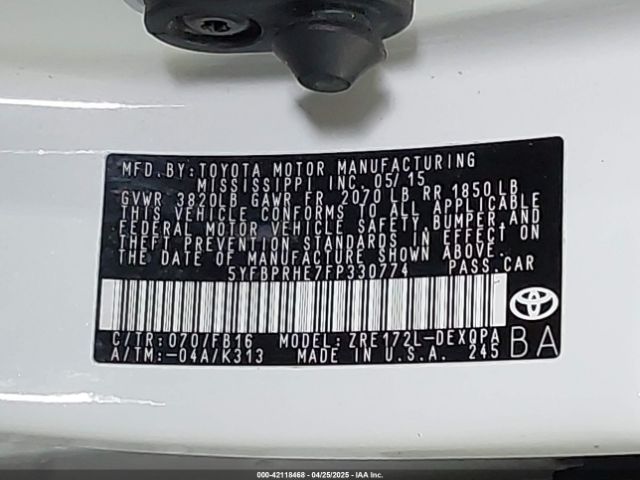 MFD.BY:TOYOTA MOTOR MANUFACTURING
MISSISSIPPI INC.05/15
GVWR 3820LB GAWR FR 2070 LB RR 1850LB
THIS VEHICLE CONFORMS TO ALL APPLICABLE
FEDERAL MOTOR VEHICLE SAFETY,BUMPER AND
THEFT PREVENTION STANDARDS IN EFFECT ON
THE DATE OF MANUFACTURE SHOWN ABOVE.
5YFBPRHE7FP330774 PASS.CAR
C/TR:070/FB16 MODEL:ZRE172L-DEXQPA
A/TM:-04A/K313 MADE IN U.S.A. 245
BA
000-42118468 - 04/25/2025 - IAA Inc.